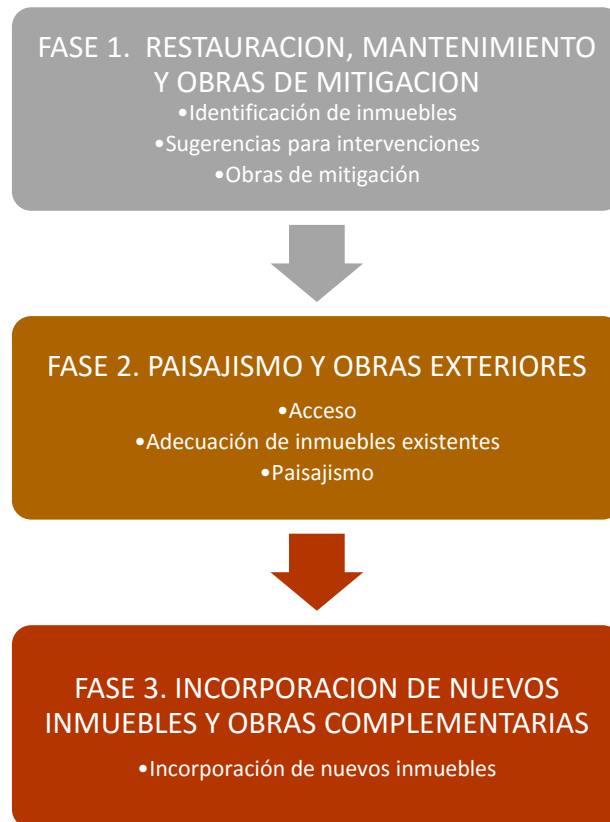 FASE 1. RESTAURACION, MANTENIMIENTO
Y OBRAS DE MITIGACION
•Identificación de inmuebles
•Sugerencias para intervenciones
•Obras de mitigación
FASE 2. PAISAJISMO Y OBRAS EXTERIORES
•Acceso
•Adecuación de inmuebles existentes
•Paisajismo
FASE 3. INCORPORACION DE NUEVOS
INMUEBLES Y OBRAS COMPLEMENTARIAS
•Incorporación de nuevos inmuebles